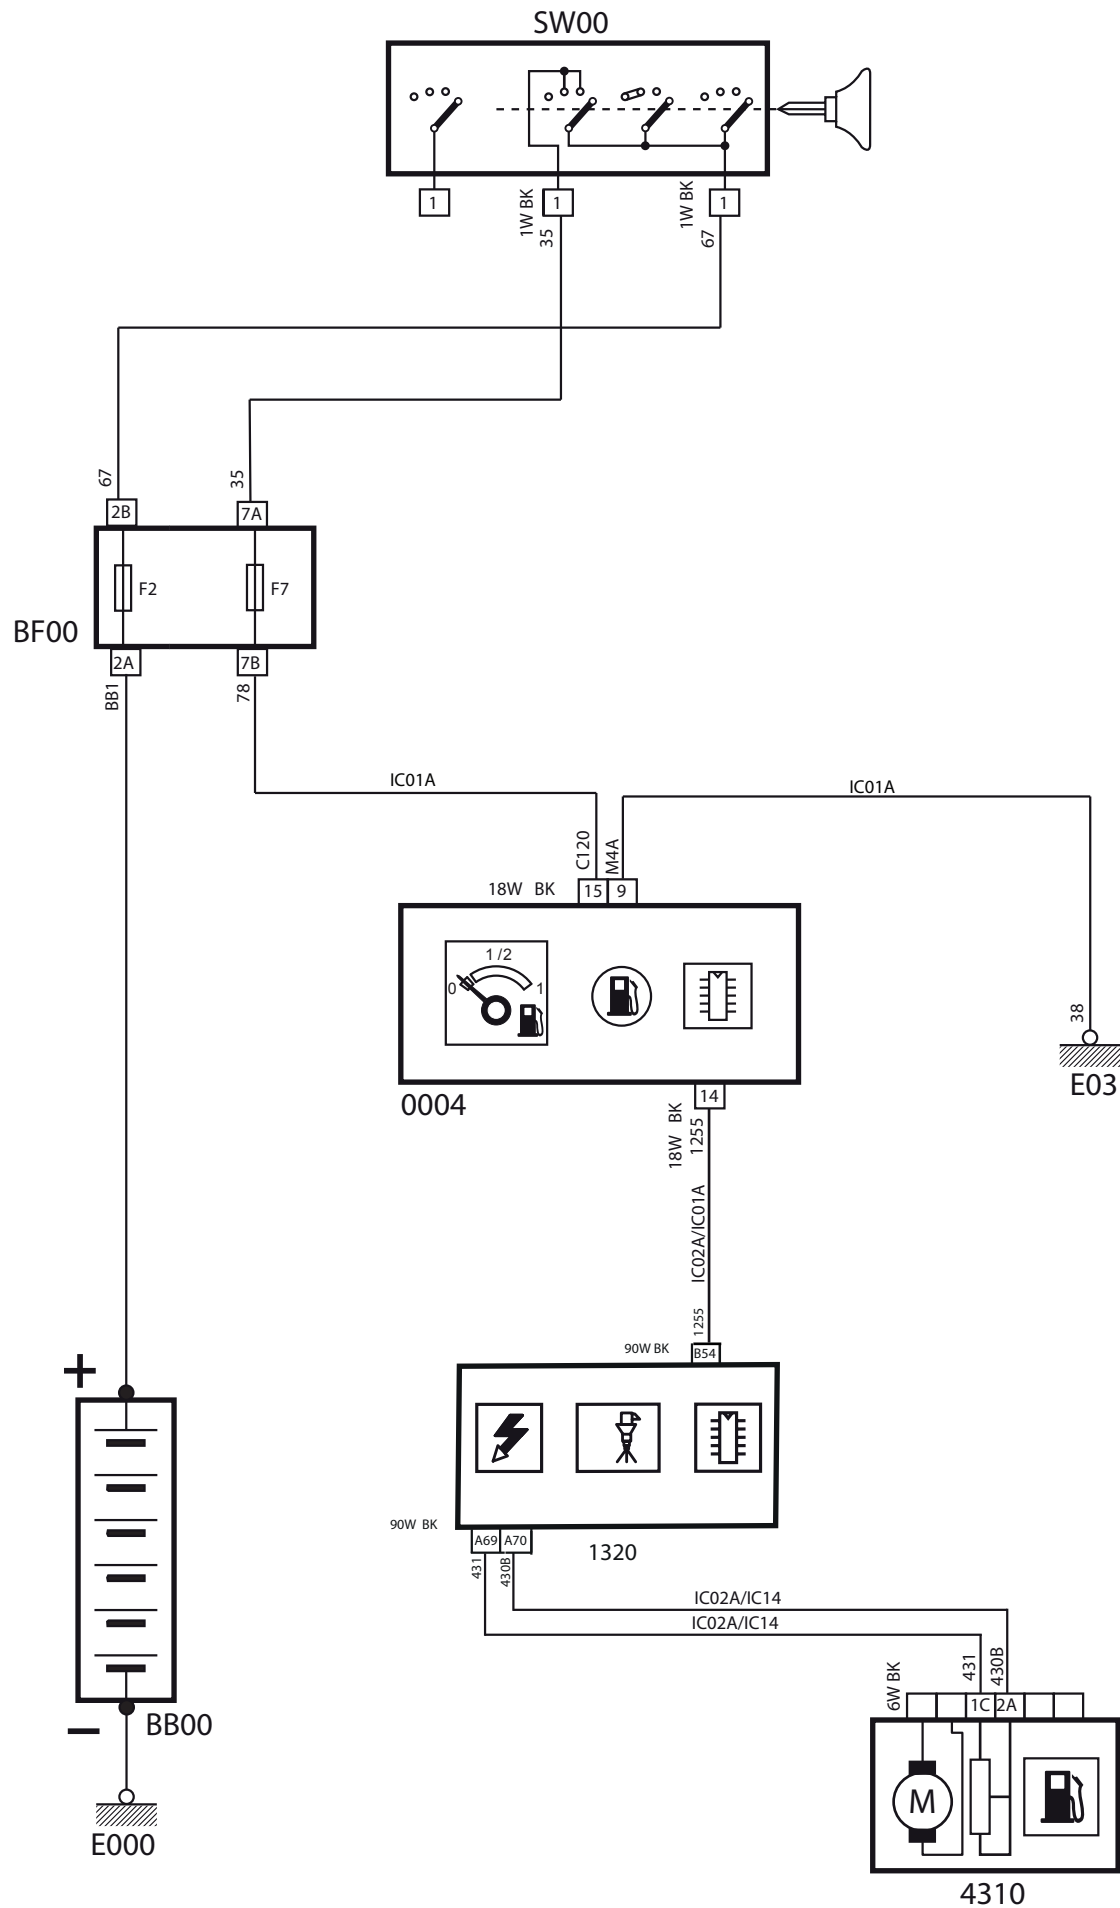 SW00
1
1
1
1W BK
35
1W BK
67
67
35
2B
7A
F2
F7
BF00
2A
7B
BB1
78
IC01A
IC01A
C120
M4A
18W BK
15
9
1/2
0
1
38
E03
0004
14
18W BK
1255
IC02A/IC01A
1255
90W BK
B54
+
90W BK
A69
A70
1320
431
430B
IC02A/IC14
IC02A/IC14
6W BK
431
430B
1C
2A
–
BB00
M
E000
4310